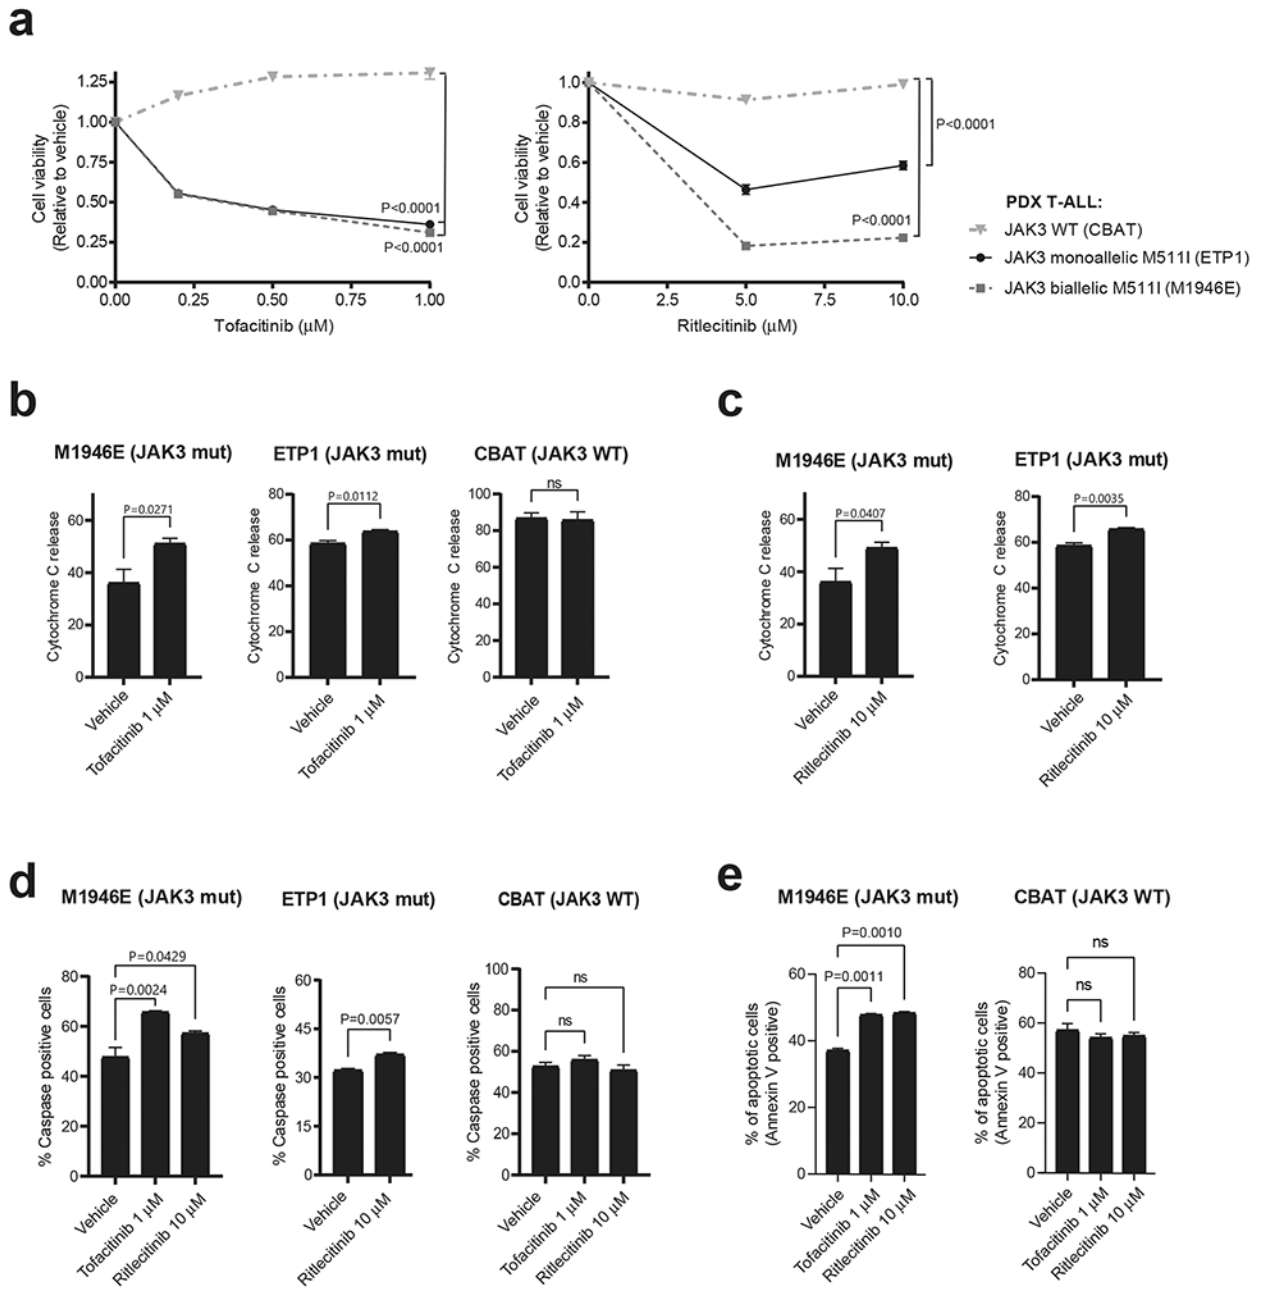 a
Cell viability
(Relative to vehicle)
1.25
1.00
0.75
0.50
0.25
0.00
0.00 0.25 0.50 0.75 1.00
Tofacitinib (μM)
P<0.0001
P<0.0001
Cell viability
(Relative to vehicle)
1.0
0.8
0.6
0.4
0.2
0.0
0.0 2.5 5.0 7.5 10.0
Ritlecitinib (μM)
P<0.0001
P<0.0001
PDX T-ALL:
JAK3 WT (CBAT)
JAK3 monoallelic M511I (ETP1)
JAK3 biallelic M511I (M1946E)
b
M1946E (JAK3 mut)
Cytochrome C release
60
40
20
0
P=0.0271
Vehicle
Tofacitinib 1 μM
ETP1 (JAK3 mut)
Cytochrome C release
80
60
40
20
0
P=0.0112
Vehicle
Tofacitinib 1 μM
CBAT (JAK3 WT)
Cytochrome C release
100
80
60
40
20
0
ns
Vehicle
Tofacitinib 1 μM
c
M1946E (JAK3 mut)
Cytochrome C release
60
40
20
0
P=0.0407
Vehicle
Ritlecitinib 10 μM
ETP1 (JAK3 mut)
Cytochrome C release
80
60
40
20
0
P=0.0035
Vehicle
Ritlecitinib 10 μM
d
M1946E (JAK3 mut)
% Caspase positive cells
80
60
40
20
0
P=0.0429
P=0.0024
Vehicle
Tofacitinib 1 μM
Ritlecitinib 10 μM
ETP1 (JAK3 mut)
% Caspase positive cells
60
45
30
15
0
P=0.0057
Vehicle
Ritlecitinib 10 μM
CBAT (JAK3 WT)
% Caspase positive cells
100
80
60
40
20
0
ns
ns
Vehicle
Tofacitinib 1 μM
Ritlecitinib 10 μM
e
M1946E (JAK3 mut)
% of apoptotic cells
(Annexin V positive)
60
40
20
0
P=0.0010
P=0.0011
Vehicle
Tofacitinib 1 μM
Ritlecitinib 10 μM
CBAT (JAK3 WT)
% of apoptotic cells
(Annexin V positive)
80
60
40
20
0
ns
ns
Vehicle
Tofacitinib 1 μM
Ritlecitinib 10 μM